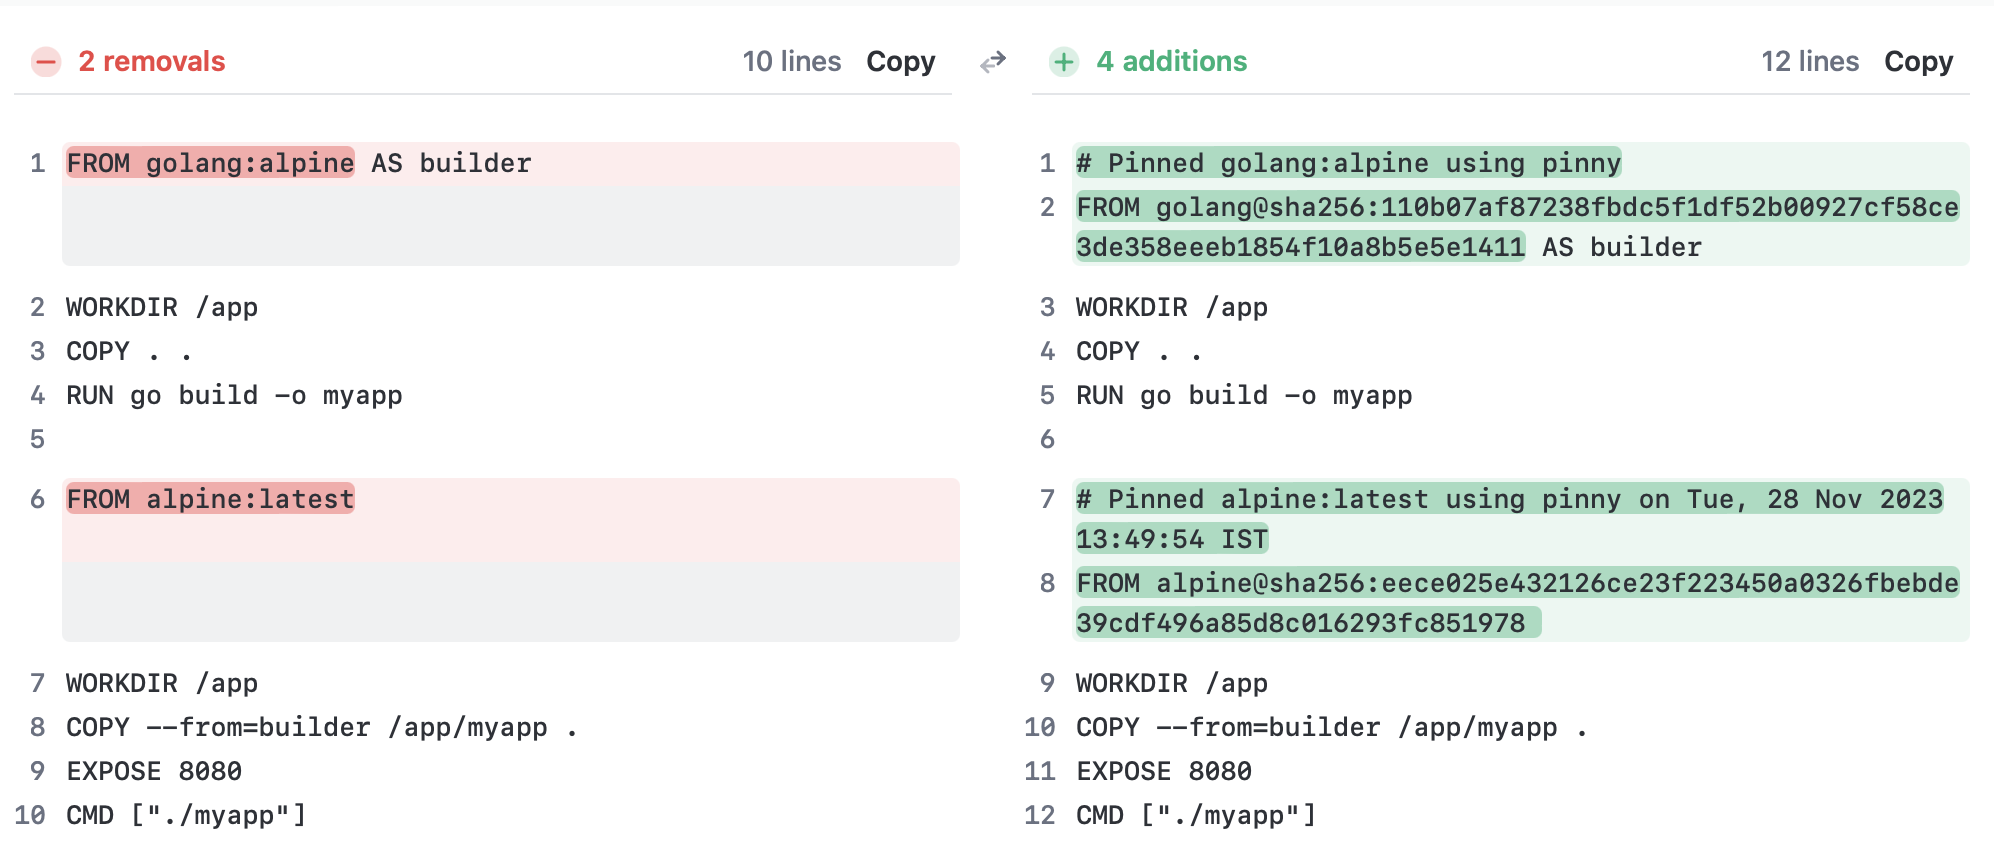 2 removals 10 lines Copy
1 FROM golang:alpine AS builder
2 WORKDIR /app
3 COPY . .
4 RUN go build -o myapp
5
6 FROM alpine:latest
7 WORKDIR /app
8 COPY --from=builder /app/myapp .
9 EXPOSE 8080
10 CMD ["./myapp"]
4 additions 12 lines Copy
1 # Pinned golang:alpine using pinny
2 FROM golang@sha256:110b07af87238fbdc5f1df52b00927cf58ce
3de358eeeb1854f10a8b5e5e1411 AS builder
3 WORKDIR /app
4 COPY . .
5 RUN go build -o myapp
6
7 # Pinned alpine:latest using pinny on Tue, 28 Nov 2023
13:49:54 IST
8 FROM alpine@sha256:eece025e432126ce23f223450a0326fbebde
39cdf496a85d8c016293fc851978
9 WORKDIR /app
10 COPY --from=builder /app/myapp .
11 EXPOSE 8080
12 CMD ["./myapp"]